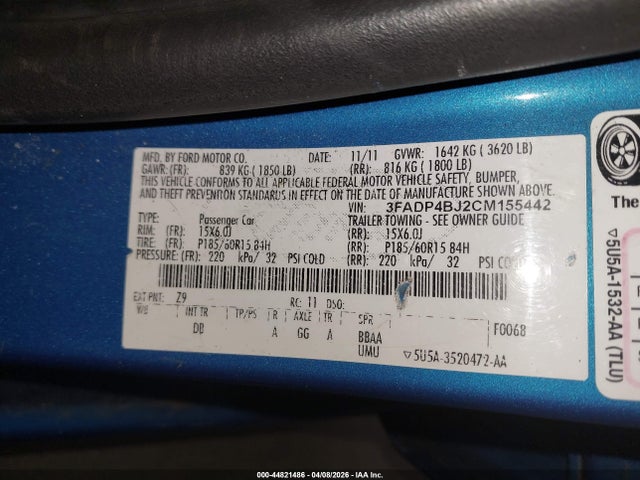 MFD. BY FORD MOTOR CO. DATE: 11/11 GVWR: 1642 KG ( 3620 LB)
GAWR: (FR): 839 KG ( 1850 LB) (RR): 816 KG ( 1800 LB)
THIS VEHICLE CONFORMS TO ALL APPLICABLE FEDERAL MOTOR VEHICLE SAFETY, BUMPER,
AND THEFT PREVENTION STANDARDS IN EFFECT ON THE DATE OF MANUFACTURE SHOWN ABOVE.
VIN: 3FADP4BJ2CM155442
TYPE: Passenger Car TRAILER TOWING - SEE OWNER GUIDE
RIM: (FR): 15X6.0J (RR): 15X6.0J
TIRE: (FR): P185/60R15 84H (RR): P185/60R15 84H
PRESSURE: (FR): 220 kPa/ 32 PSI COLD (RR): 220 kPa/ 32 PSI COLD
EXT PNT: Z9 RC: 11 DSO:
WB INT TR TP/PS R AXLE TR SPR F0068
DB A GG A BBAA
UMU ▽5U5A-3520472-AA
The
▽5U5A-1532-AA (TLU)
000-44821486 - 04/08/2026 - IAA Inc.